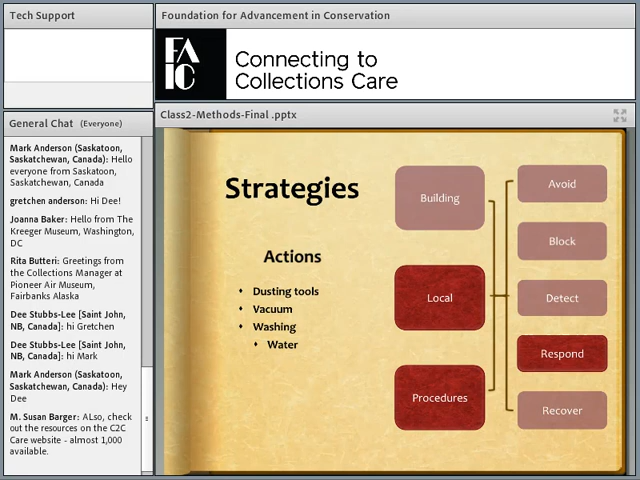 Tech Support
Foundation for Advancement in Conservation
FA
IC
Connecting to
Collections Care
General Chat (Everyone)
Mark Anderson (Saskatoon,
Saskatchewan, Canada): Hello
everyone from Saskatoon,
Saskatchewan, Canada
gretchen anderson: Hi Dee!
Joanna Baker: Hello from The
Kreeger Museum, Washington,
DC
Rita Butteri: Greetings from
the Collections Manager at
Pioneer Air Museum,
Fairbanks Alaska
Dee Stubbs-Lee [Saint John,
NB, Canada]: hi Gretchen
Dee Stubbs-Lee [Saint John,
NB, Canada]: hi Mark
Mark Anderson (Saskatoon,
Saskatchewan, Canada): Hey
Dee
M. Susan Barger: ALso, check
out the resources on the C2C
Care website - almost 1,000
available.
Class2-Methods-Final .pptx
Strategies
Actions
Dusting tools
Vacuum
Washing
Water
Building
Local
Procedures
Avoid
Block
Detect
Respond
Recover